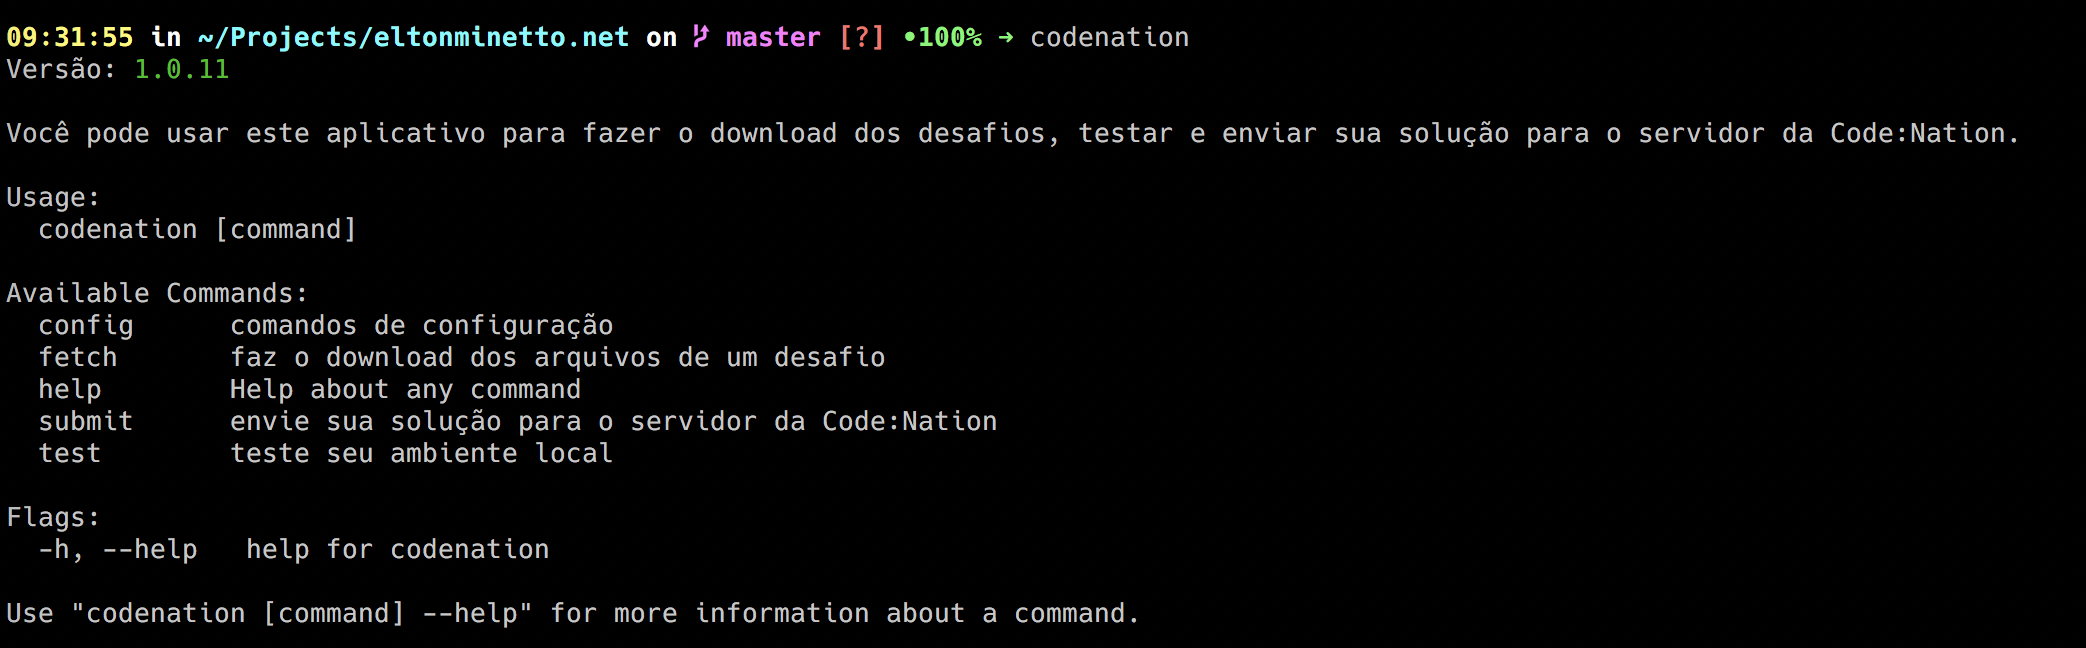 09:31:55 in ~/Projects/eltonminetto.net on master [?] •100% ➜ codenation
Versão: 1.0.11
Você pode usar este aplicativo para fazer o download dos desafios, testar e enviar sua solução para o servidor da Code:Nation.
Usage:
  codenation [command]
Available Commands:
  config      comandos de configuração
  fetch       faz o download dos arquivos de um desafio
  help        Help about any command
  submit      envie sua solução para o servidor da Code:Nation
  test        teste seu ambiente local
Flags:
  -h, --help   help for codenation
Use "codenation [command] --help" for more information about a command.